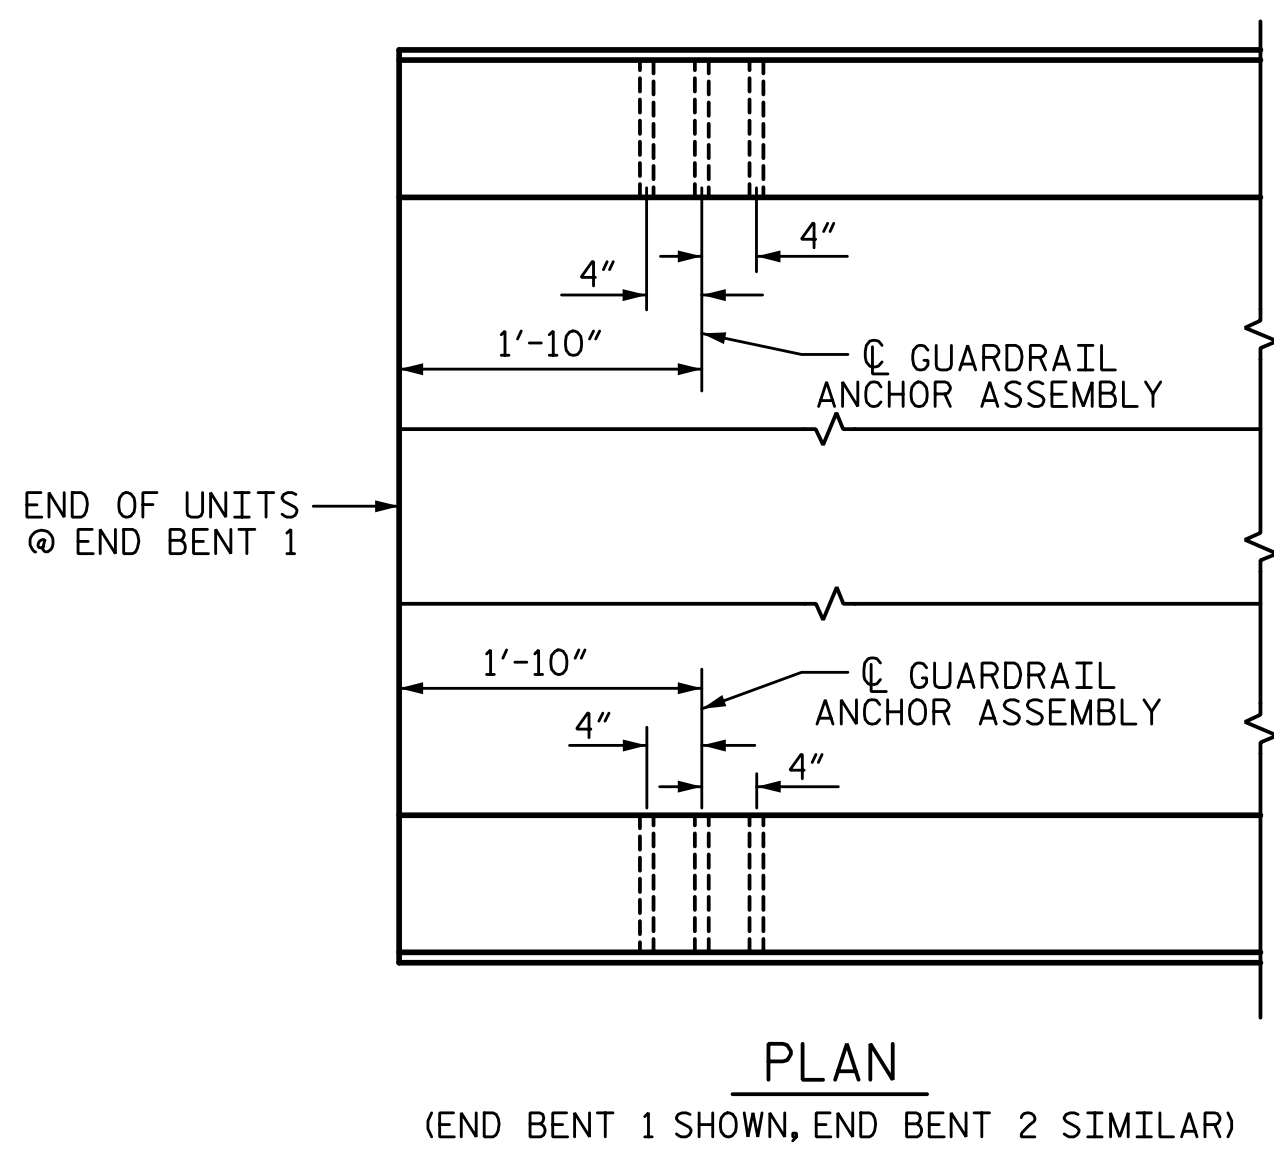 4"
4"
1'-10"
℄ GUARDRAIL
ANCHOR ASSEMBLY
END OF UNITS
@ END BENT 1
1'-10"
℄ GUARDRAIL
ANCHOR ASSEMBLY
4"
4"
PLAN
(END BENT 1 SHOWN, END BENT 2 SIMILAR)